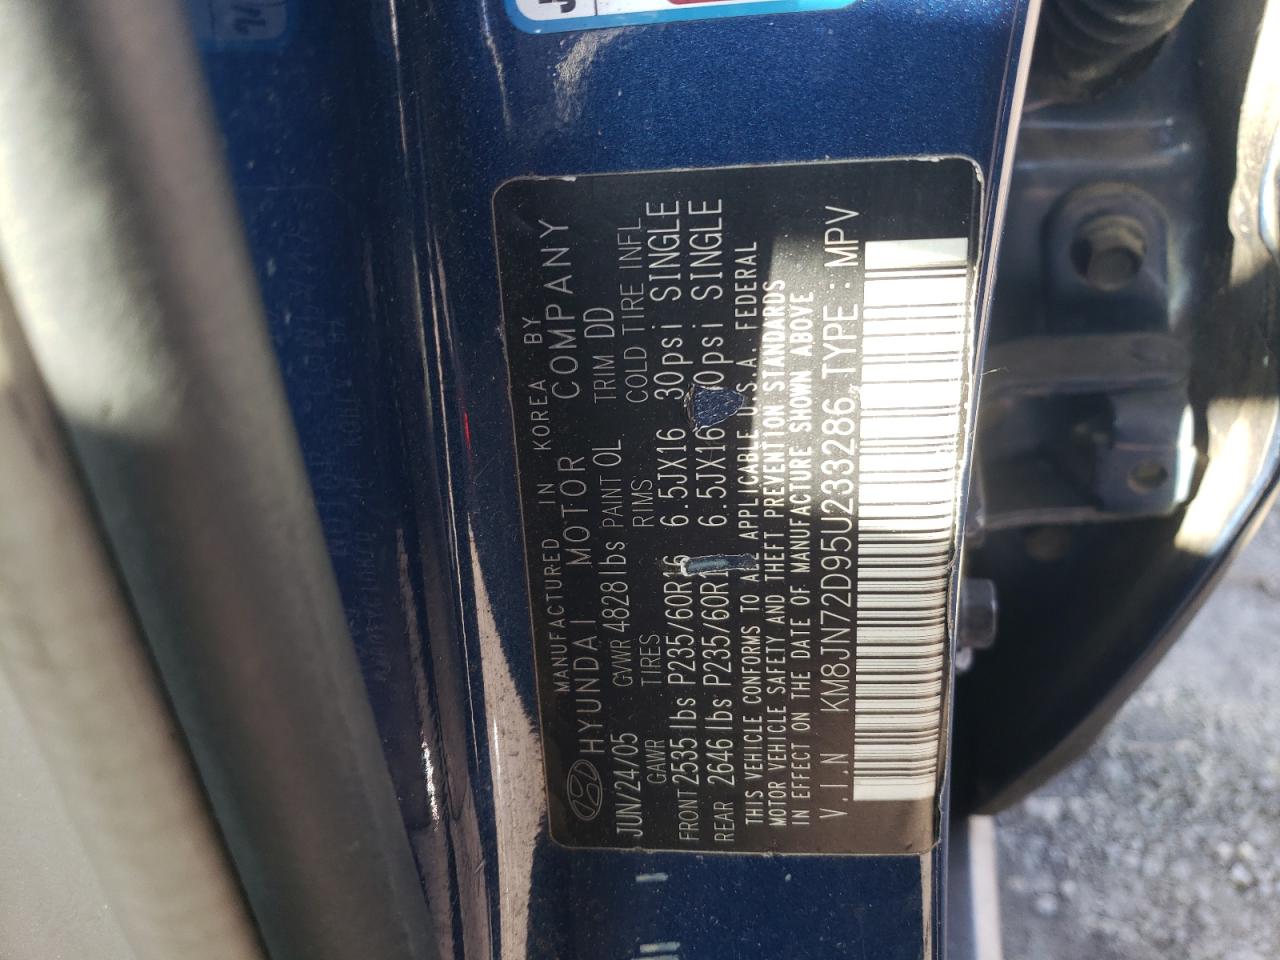 MANUFACTURED IN KOREA BY
HYUNDAI MOTOR COMPANY
JUN/24/05 GVWR 4828 lbs PAINT OL TRIM DD
GAWR TIRES RIMS COLD TIRE INFL
FRONT 2535 lbs P235/60R16 6.5JX16 30psi SINGLE
REAR 2646 lbs P235/60R1 6.5JX16 0psi SINGLE
THIS VEHICLE CONFORMS TO ALL APPLICABLE U.S.A. FEDERAL
MOTOR VEHICLE SAFETY AND THEFT PREVENTION STANDARDS
IN EFFECT ON THE DATE OF MANUFACTURE SHOWN ABOVE
V.I.N KM8JN72D95U233286, TYPE : MPV